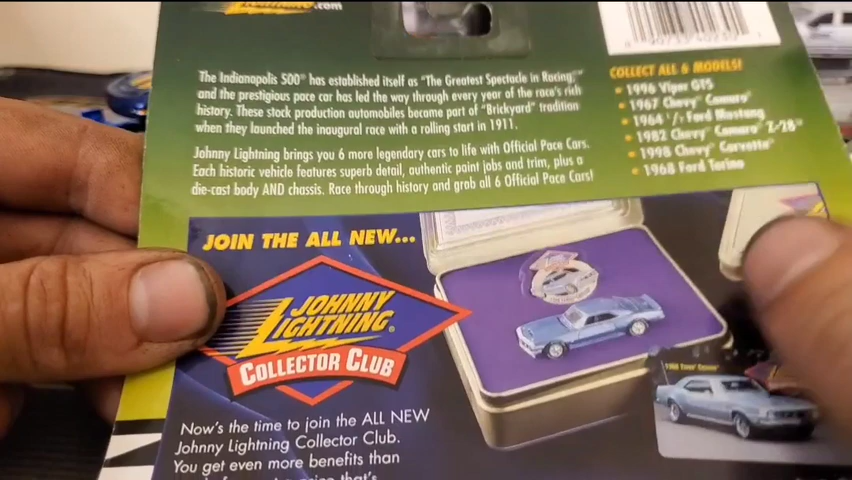 .com
The Indianapolis 500® has established itself as "The Greatest Spectacle in Racing,"
and the prestigious pace car has led the way through every year of the race's rich
history. These stock production automobiles become part of "Brickyard" tradition
when they launched the inaugural race with a rolling start in 1911.
Johnny Lightning brings you 6 more legendary cars to life with Official Pace Cars.
Each historic vehicle features superb detail, authentic paint jobs and trim, plus a
die-cast body AND chassis. Race through history and grab all 6 Official Pace Cars!
COLLECT ALL 6 MODELS!
1996 Viper GTS
1967 Chevy® Camaro®
1964 ½ Ford Mustang
1982 Chevy® Camaro® Z-28®
1998 Chevy® Corvette®
1968 Ford Torino
JOIN THE ALL NEW...
JOHNNY
LIGHTNING®
COLLECTOR CLUB
Now's the time to join the ALL NEW
Johnny Lightning Collector Club.
You get even more benefits than